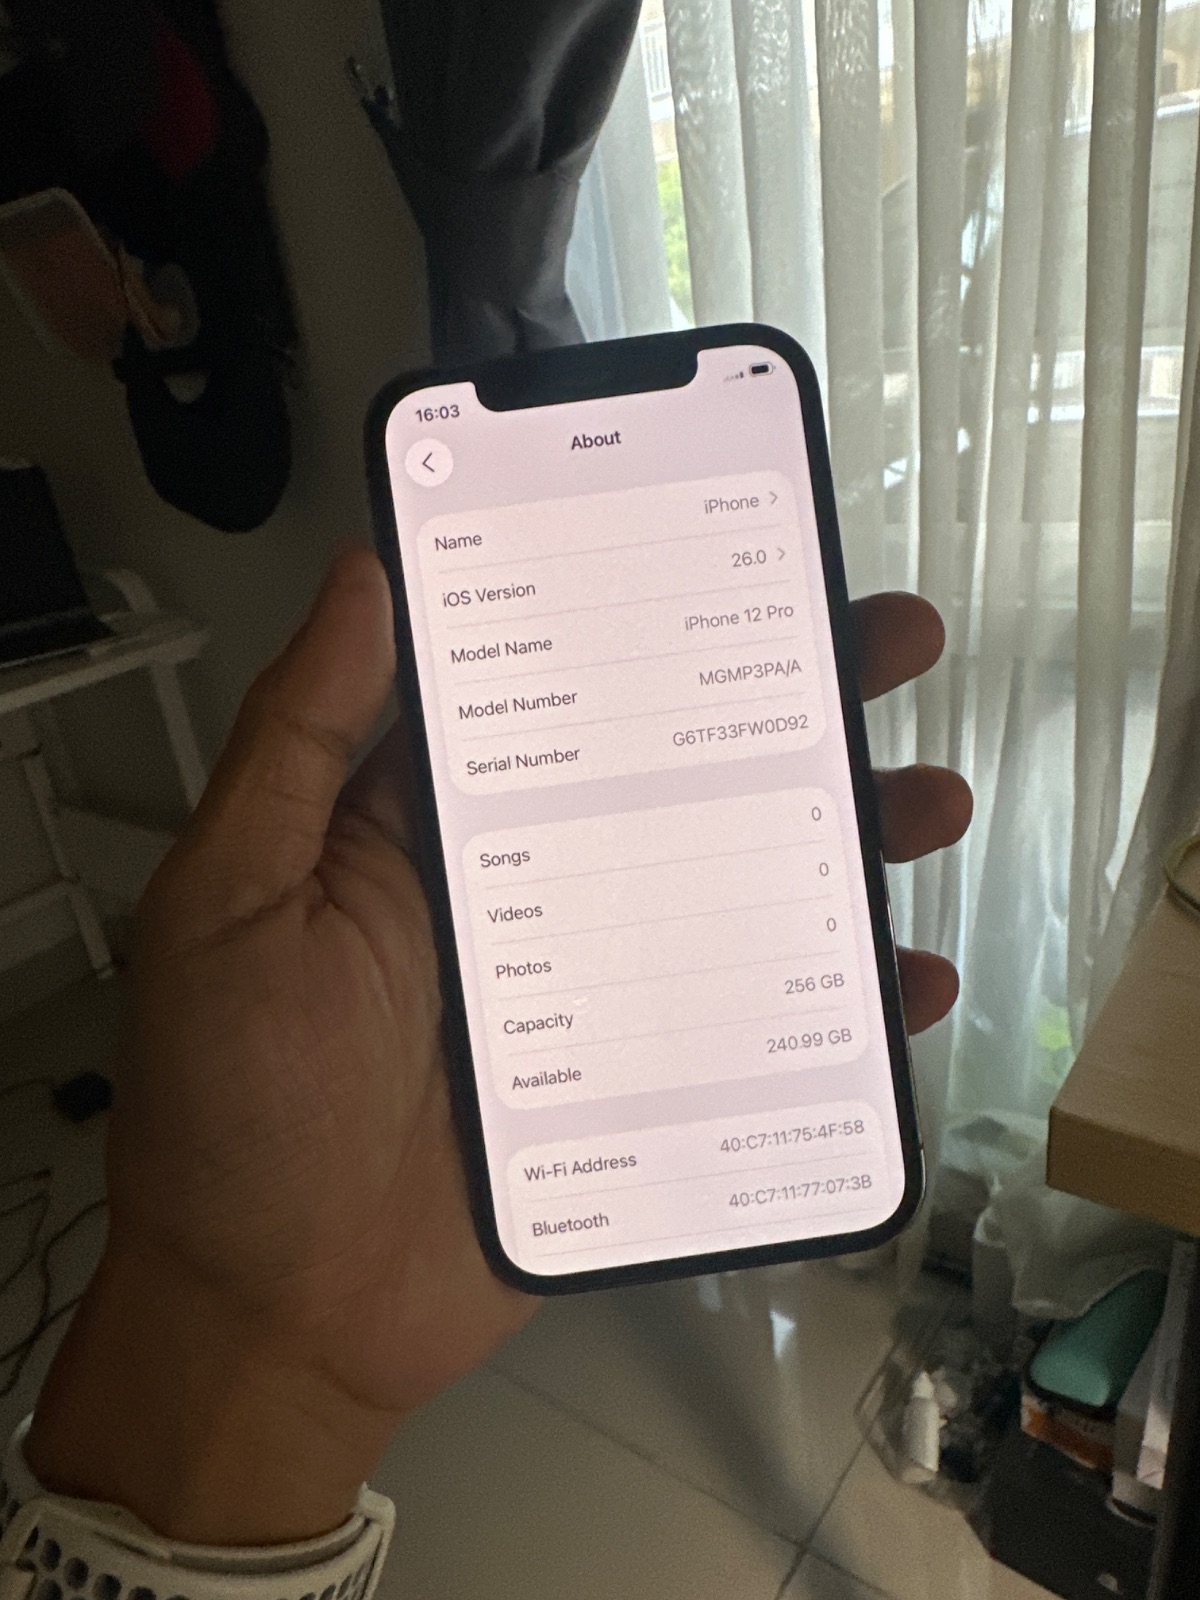 16:03
About
Name iPhone
iOS Version 26.0
Model Name iPhone 12 Pro
Model Number MGMP3PA/A
Serial Number G6TF33FW0D92
Songs 0
Videos 0
Photos 0
Capacity 256 GB
Available 240.99 GB
Wi-Fi Address 40:C7:11:75:4F:58
Bluetooth 40:C7:11:77:07:3B